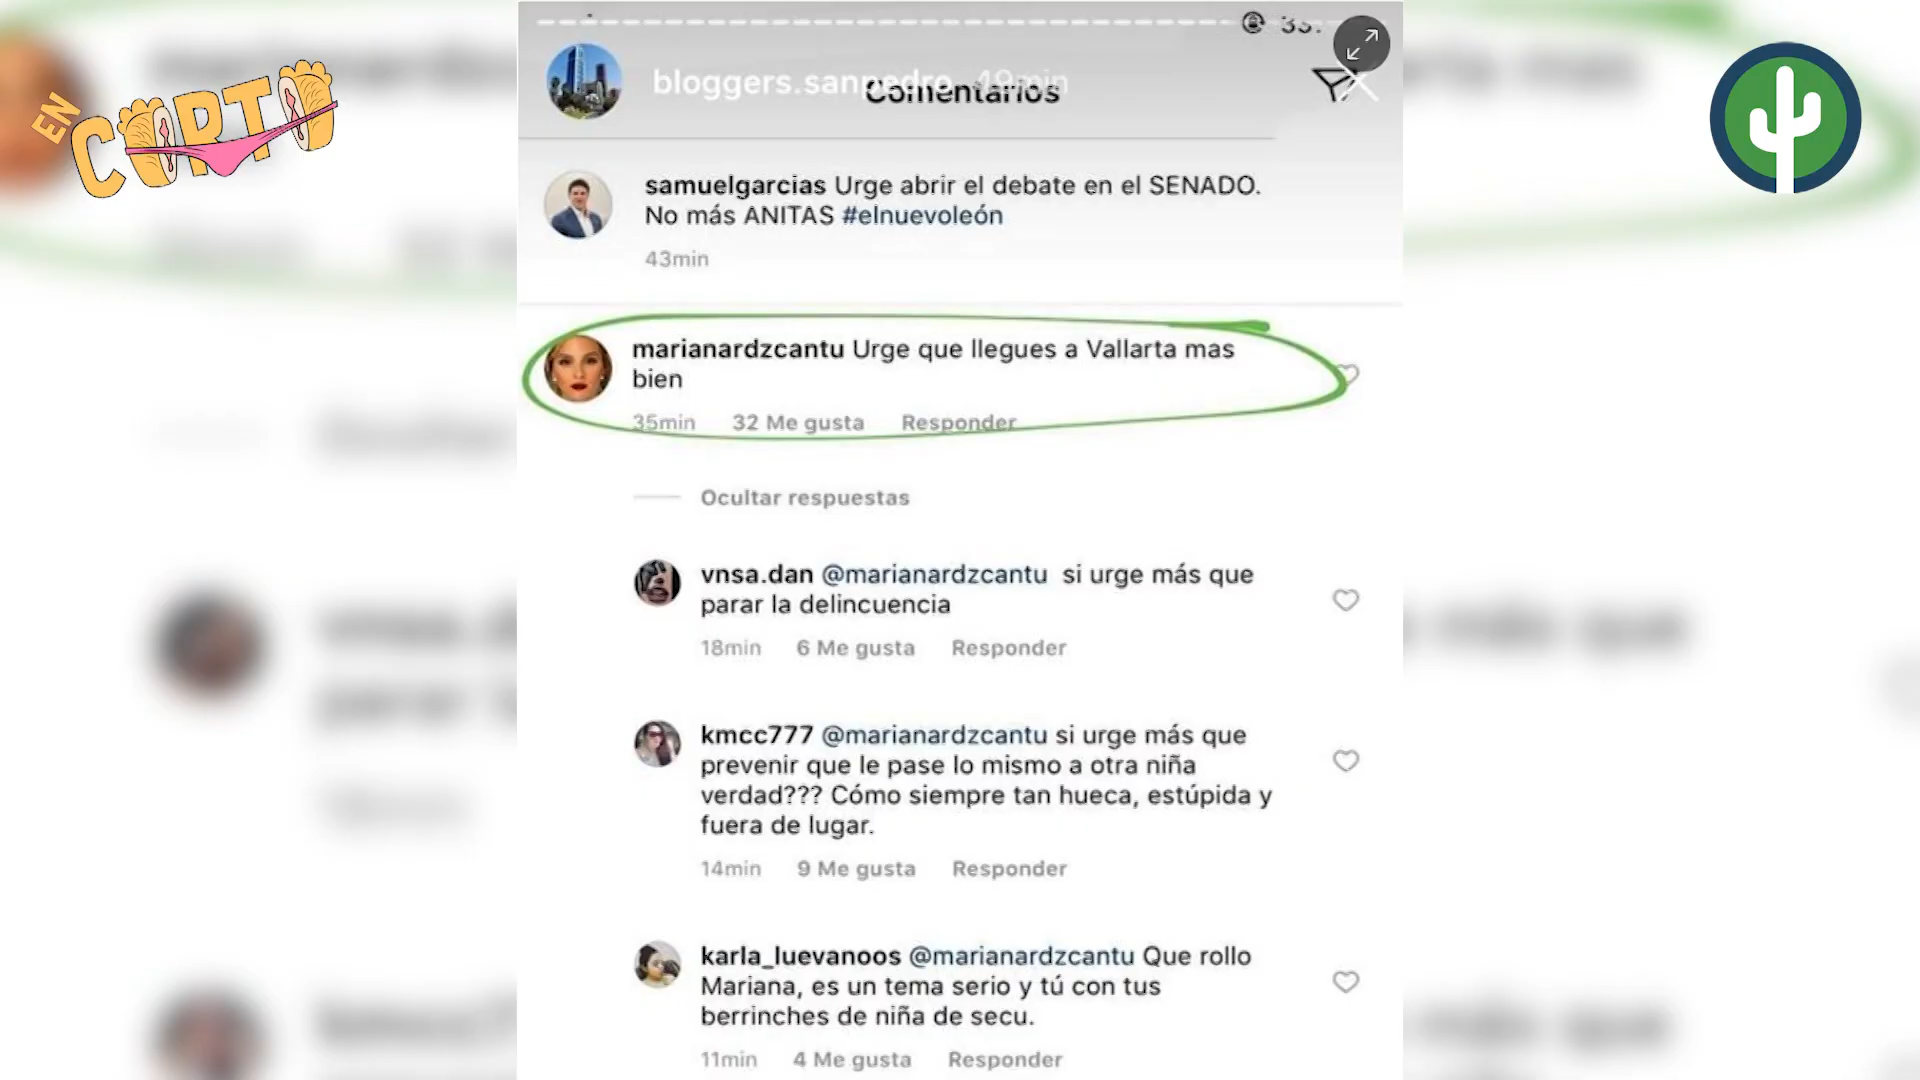 EN
CORTO
bloggers.sanpedro 49min
Comentarios
samuelgarcias Urge abrir el debate en el SENADO.
No más ANITAS #elnuevoleón
43min
marianardzcantu Urge que llegues a Vallarta mas
bien
35min 32 Me gusta Responder
Ocultar respuestas
vnsa.dan @marianardzcantu si urge más que
parar la delincuencia
18min 6 Me gusta Responder
kmcc777 @marianardzcantu si urge más que
prevenir que le pase lo mismo a otra niña
verdad??? Cómo siempre tan hueca, estúpida y
fuera de lugar.
14min 9 Me gusta Responder
karla_luevanoos @marianardzcantu Que rollo
Mariana, es un tema serio y tú con tus
berrinches de niña de secu.
11min 4 Me gusta Responder